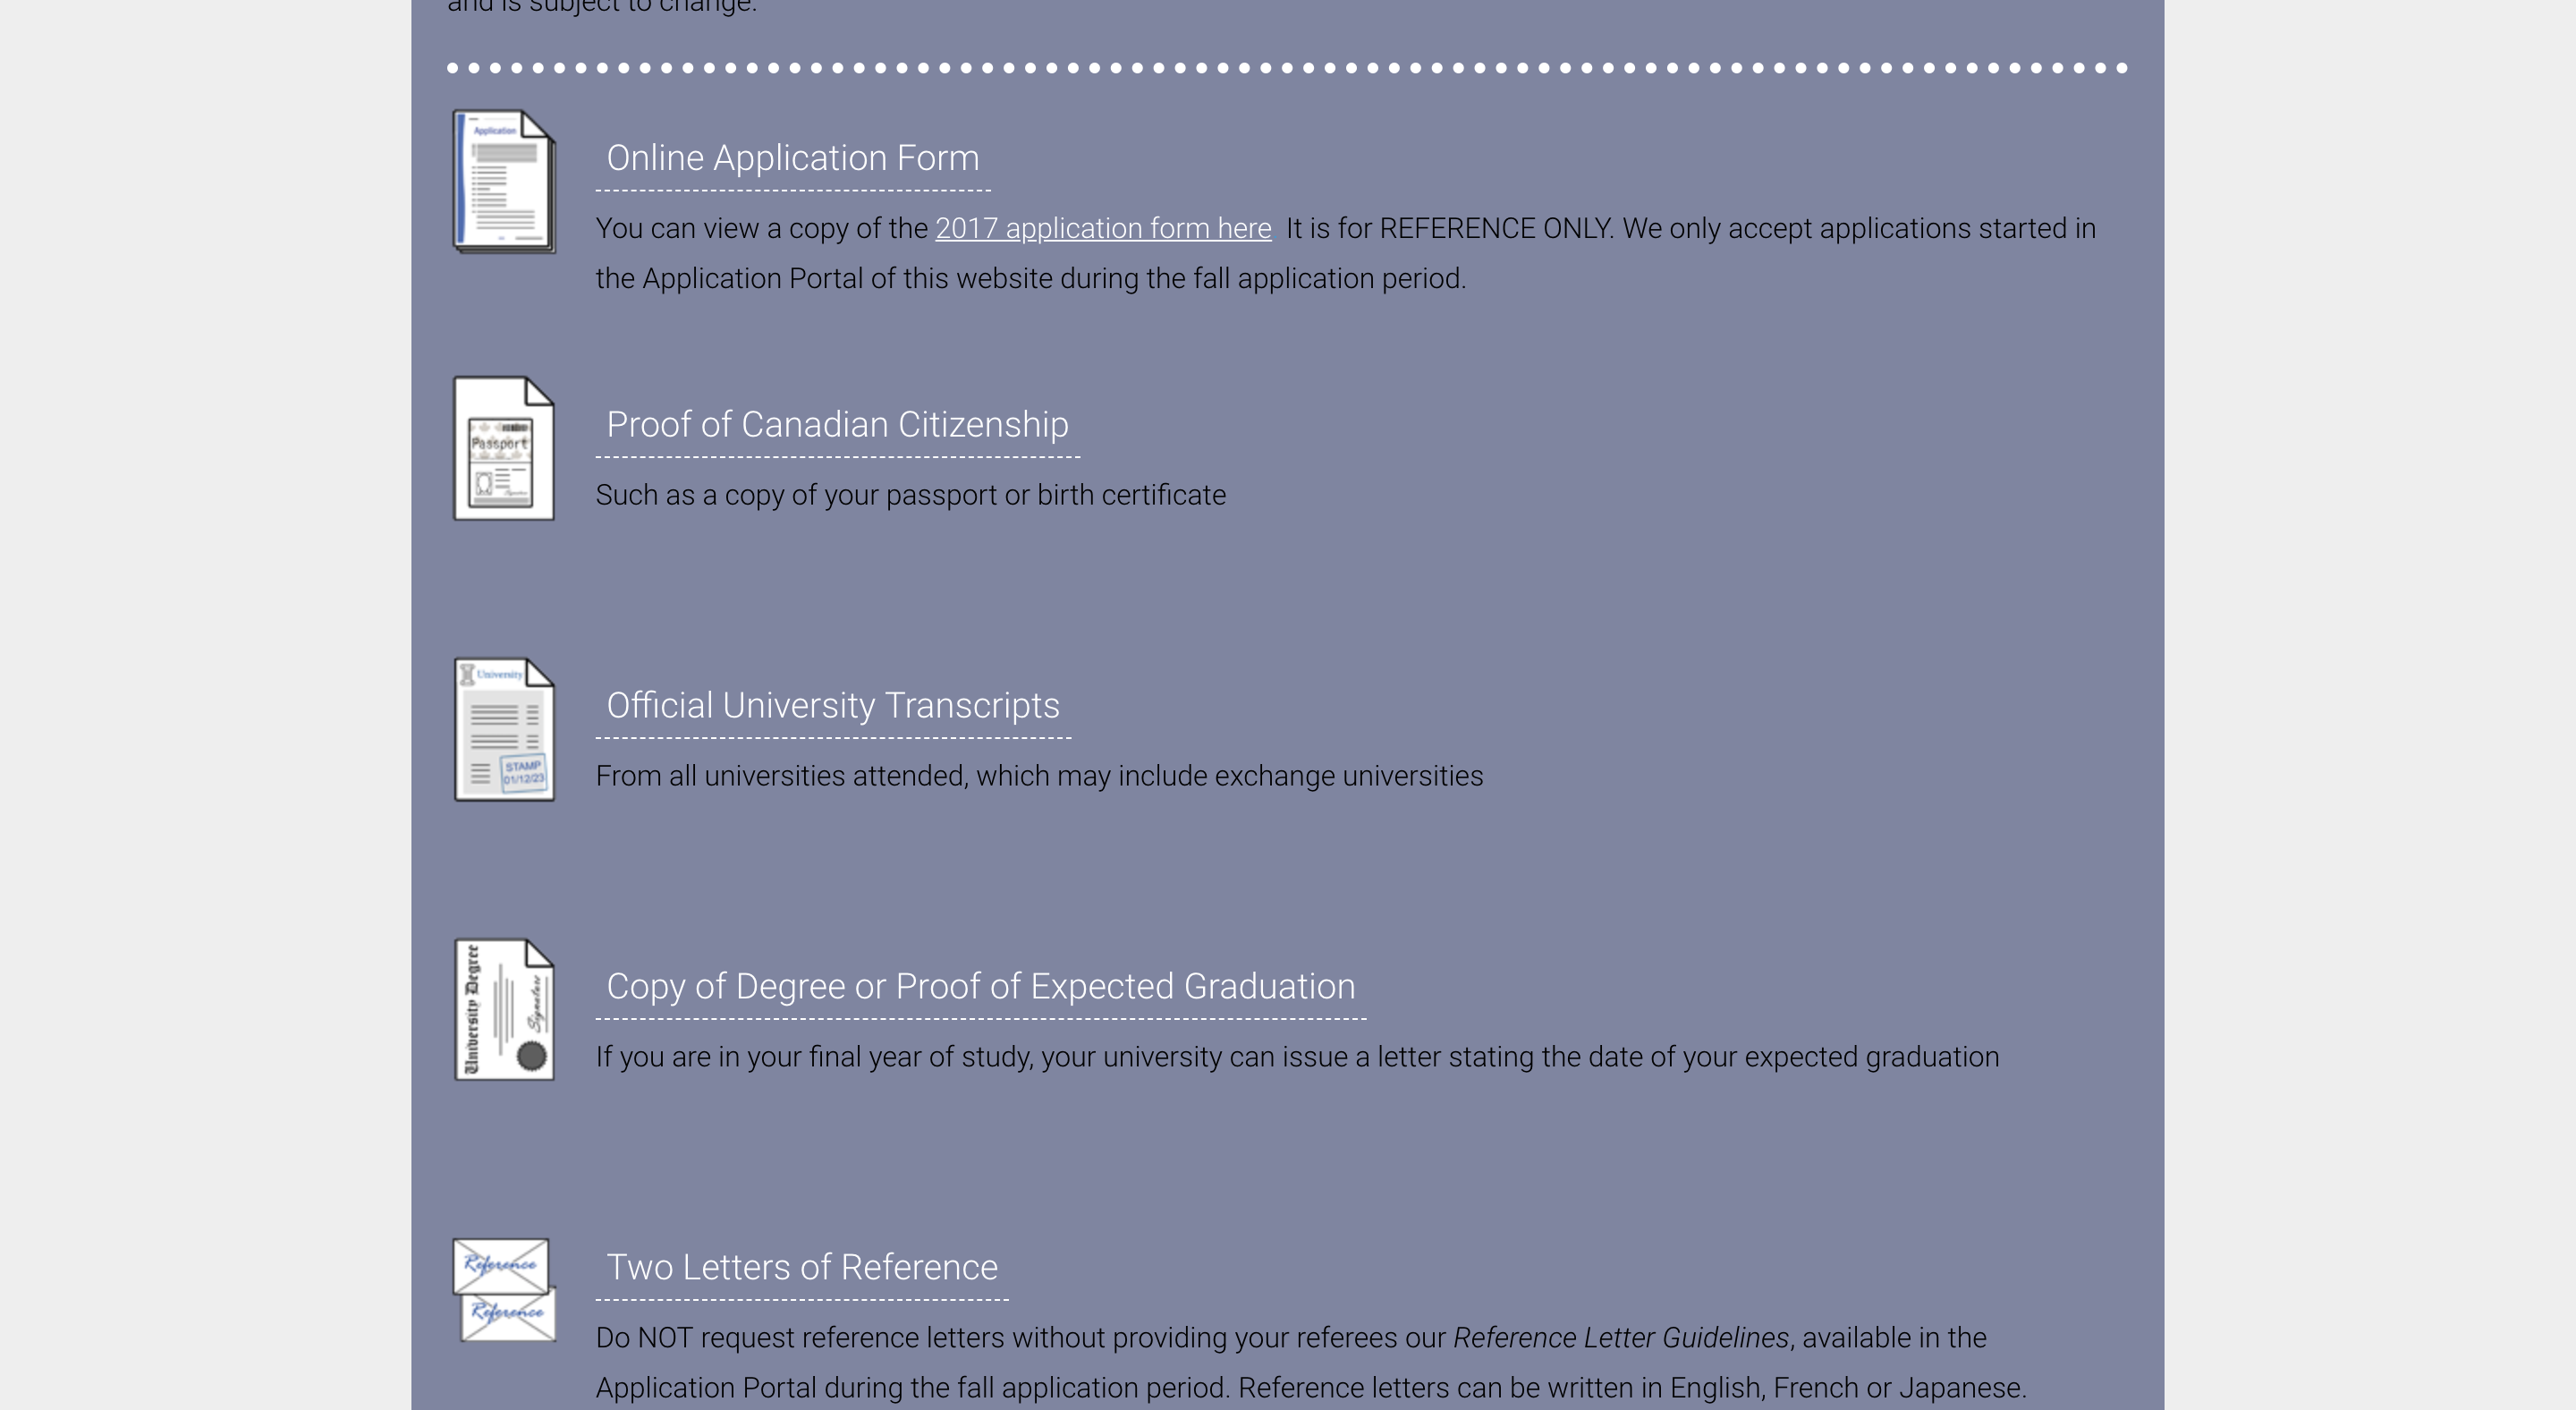 and is subject to change.
Application
Online Application Form
You can view a copy of the 2017 application form here It is for REFERENCE ONLY. We only accept applications started in
the Application Portal of this website during the fall application period.
Passport
Proof of Canadian Citizenship
Such as a copy of your passport or birth certificate
University
STAMP
01/12/23
Official University Transcripts
From all universities attended, which may include exchange universities
University Degree
Signature
Copy of Degree or Proof of Expected Graduation
If you are in your final year of study, your university can issue a letter stating the date of your expected graduation
Reference
Reference
Two Letters of Reference
Do NOT request reference letters without providing your referees our Reference Letter Guidelines, available in the
Application Portal during the fall application period. Reference letters can be written in English, French or Japanese.